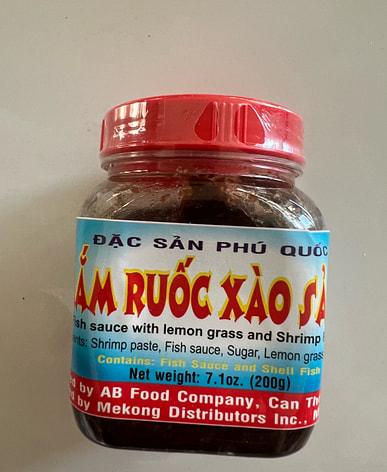 ĐẶC SẢN PHÚ QUỐC
ẮM RUỐC XÀO SẢ
ish sauce with lemon grass and Shrimp
nts: Shrimp paste, Fish sauce, Sugar, Lemon grass
Contains: Fish Sauce and Shell Fish
Net weight: 7.1oz. (200g)
ed by AB Food Company, Can Th
d by Mekong Distributors Inc.,